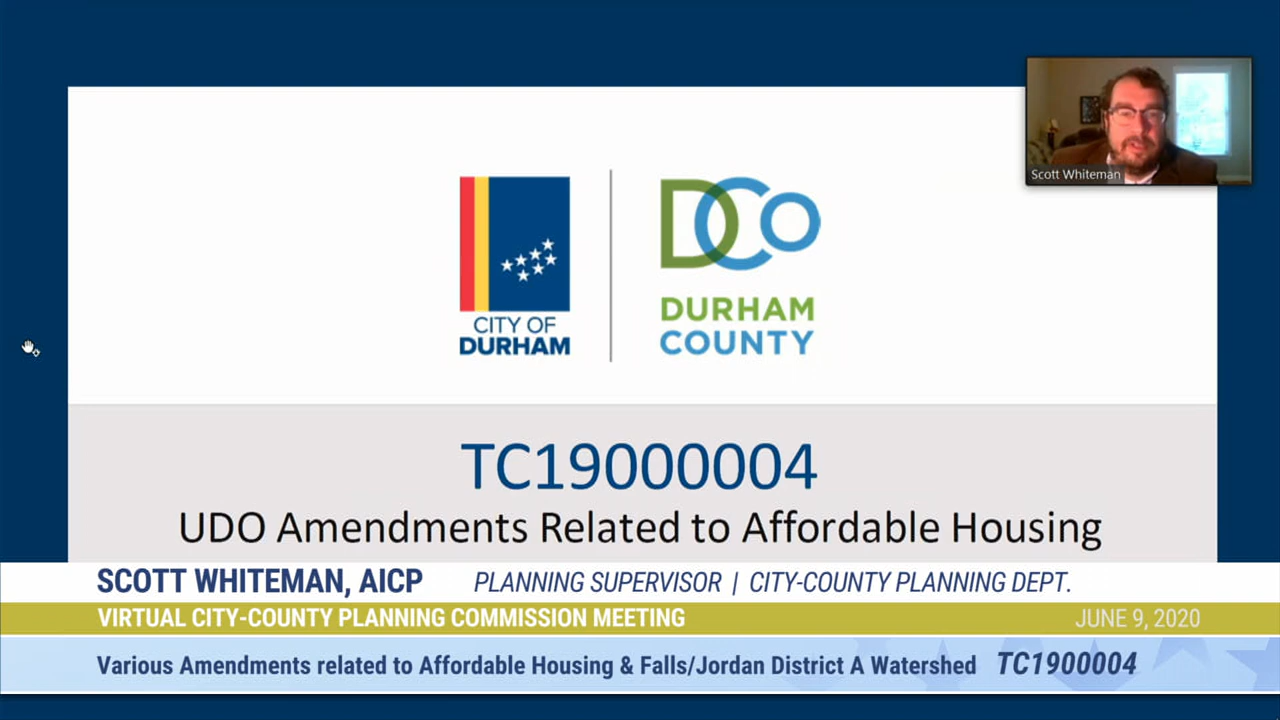 Scott Whiteman
DCO
CITY OF
DURHAM
DURHAM
COUNTY
TC19000004
UDO Amendments Related to Affordable Housing
SCOTT WHITEMAN, AICP PLANNING SUPERVISOR | CITY-COUNTY PLANNING DEPT.
VIRTUAL CITY-COUNTY PLANNING COMMISSION MEETING JUNE 9, 2020
Various Amendments related to Affordable Housing & Falls/Jordan District A Watershed TC1900004